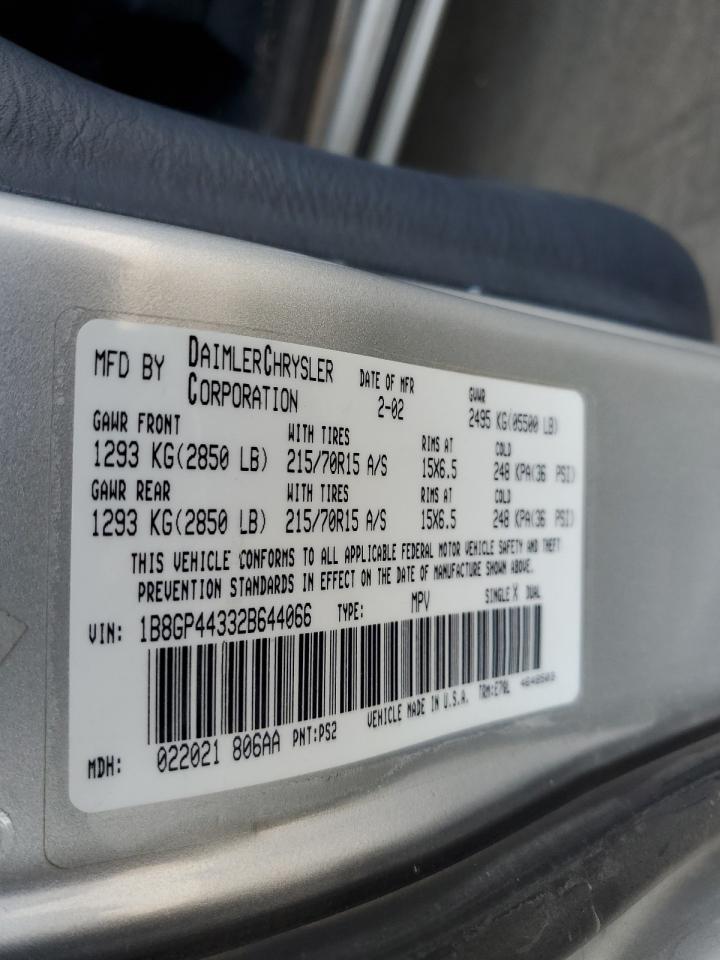 MFD BY DAIMLERCHRYSLER CORPORATION DATE OF MFR 2-02 GVWR 2495 KG(05500 LB)
GAWR FRONT WITH TIRES RIMS AT COLD
1293 KG(2850 LB) 215/70R15 A/S 15X6.5 248 KPA(36 PSI)
GAWR REAR WITH TIRES RIMS AT COLD
1293 KG(2850 LB) 215/70R15 A/S 15X6.5 248 KPA(36 PSI)
THIS VEHICLE CONFORMS TO ALL APPLICABLE FEDERAL MOTOR VEHICLE SAFETY AND THEFT
PREVENTION STANDARDS IN EFFECT ON THE DATE OF MANUFACTURE SHOWN ABOVE.
VIN: 1B8GP44332B644066 TYPE: MPV SINGLE X DUAL
MDH: 022021 806AA PNT:PS2 VEHICLE MADE IN U.S.A. TRM:E7DL